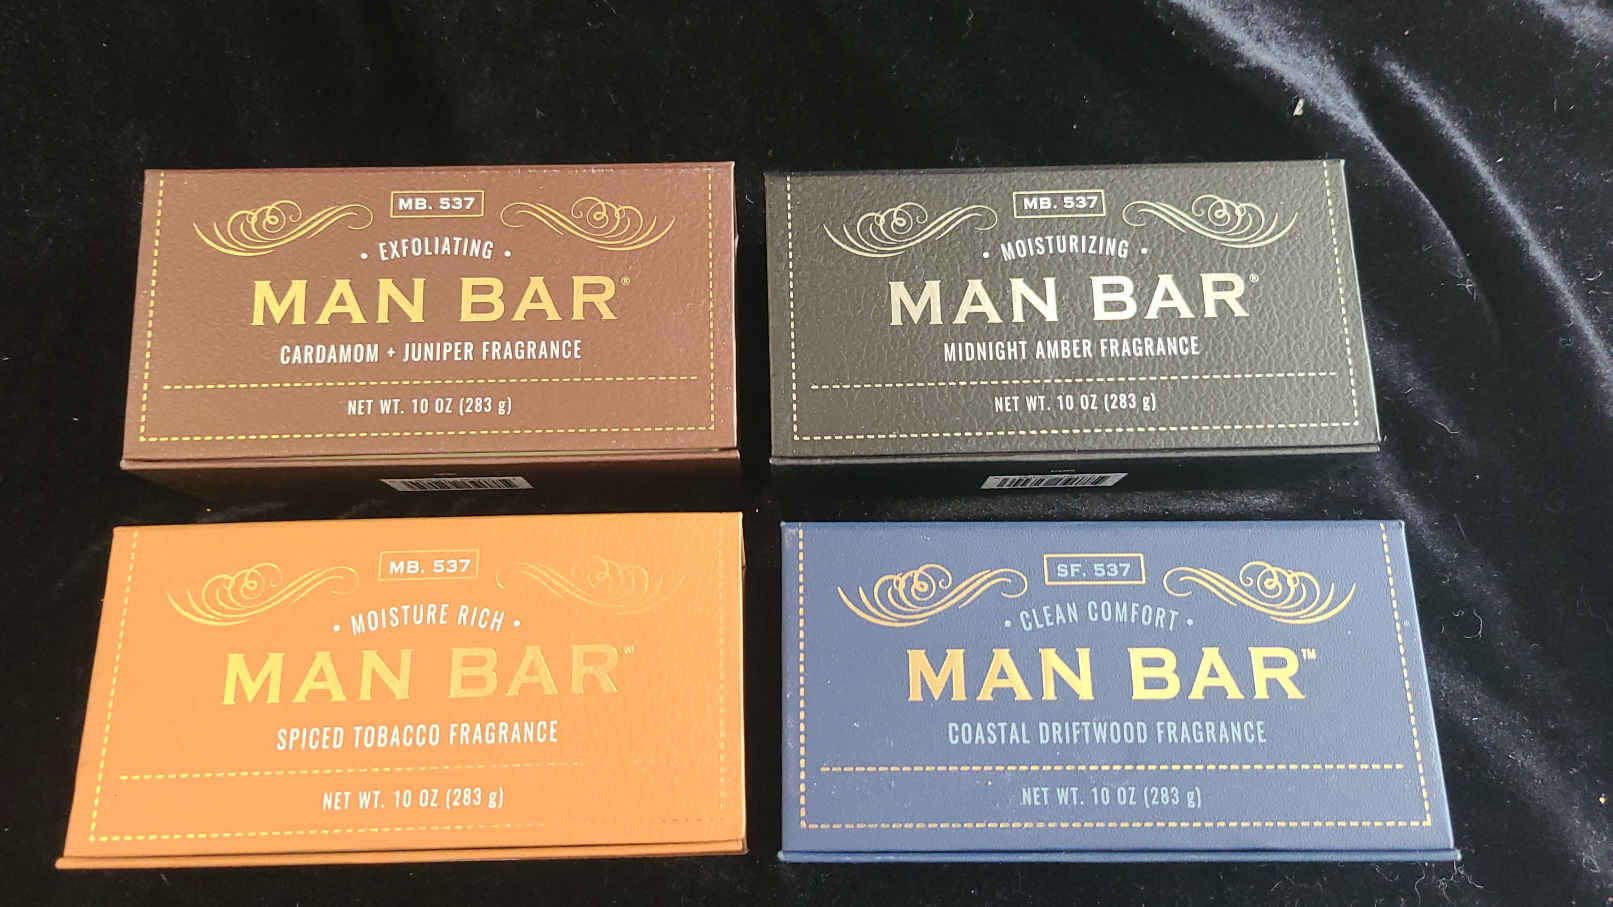 MB. 537
• EXFOLIATING •
MAN BAR®
CARDAMOM + JUNIPER FRAGRANCE
NET WT. 10 OZ (283 g)
MB. 537
• MOISTURIZING •
MAN BAR®
MIDNIGHT AMBER FRAGRANCE
NET WT. 10 OZ (283 g)
MB. 537
• MOISTURE RICH •
MAN BAR
SPICED TOBACCO FRAGRANCE
NET WT. 10 OZ (283 g)
SF. 537
• CLEAN COMFORT •
MAN BAR™
COASTAL DRIFTWOOD FRAGRANCE
NET WT. 10 OZ (283 g)